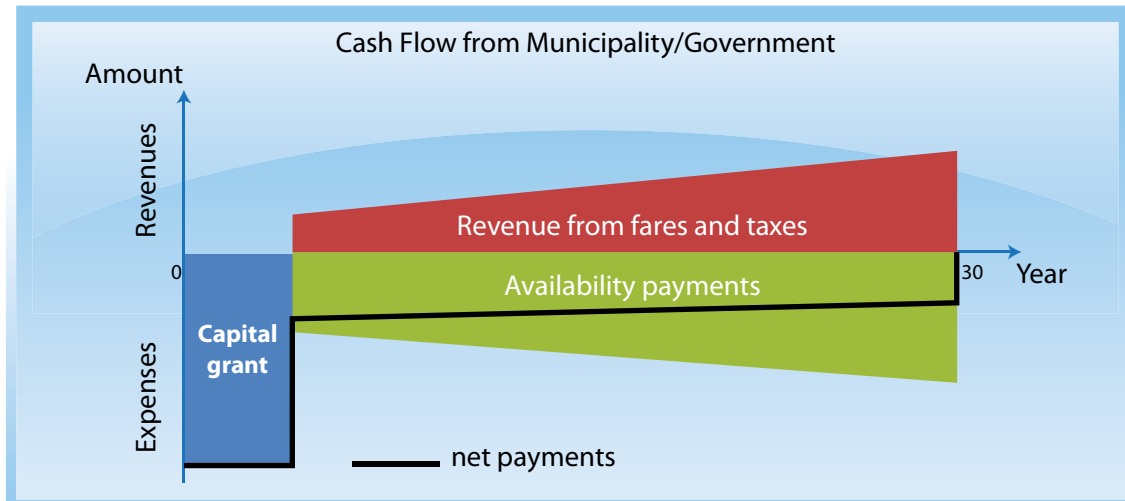 Cash Flow from Municipality/Government
Amount
Revenues
Revenue from fares and taxes
0
30
Year
Availability payments
Capital
grant
Expenses
net payments